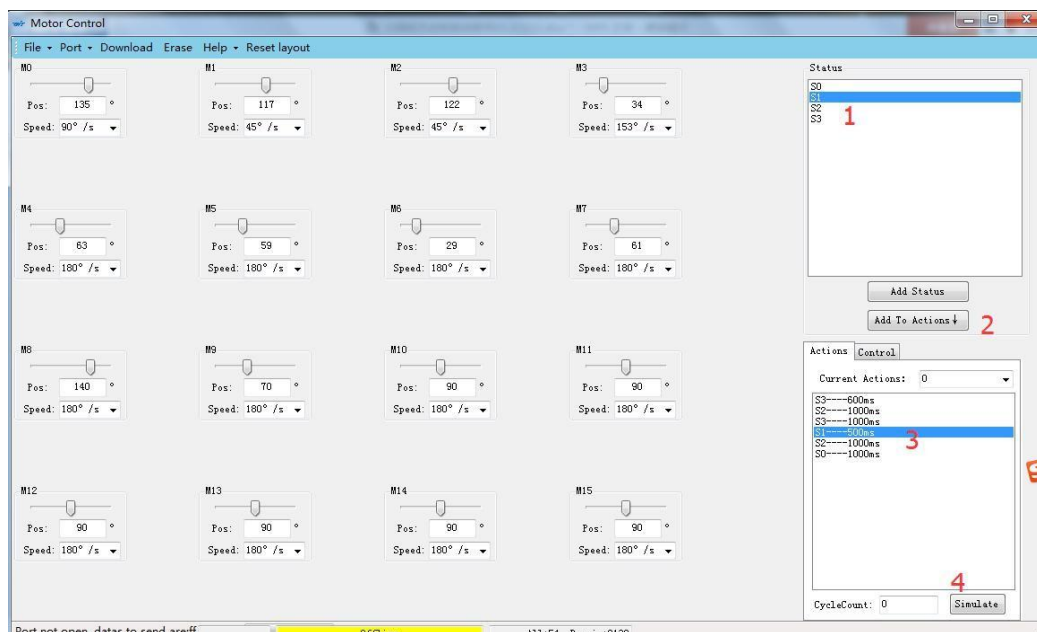 Motor Control
File Port Download Erase Help Reset layout
M0 M1 M2 M3 Status
Pos: 135 ° Pos: 117 ° Pos: 122 ° Pos: 34 °
Speed: 90° /s Speed: 45° /s Speed: 45° /s Speed: 153° /s
S0
S1
S2
S3
1
M4 M5 M6 M7
Pos: 63 ° Pos: 59 ° Pos: 29 ° Pos: 61 °
Speed: 180° /s Speed: 180° /s Speed: 180° /s Speed: 180° /s
Add Status
Add To Actions↓ 2
M8 M9 M10 M11
Pos: 140 ° Pos: 70 ° Pos: 90 ° Pos: 90 °
Speed: 180° /s Speed: 180° /s Speed: 180° /s Speed: 180° /s
Actions Control
Current Actions: 0
S3----600ms
S2----1000ms
S3----1000ms
S1----500ms
S2----1000ms
S0----1000ms
3
M12 M13 M14 M15
Pos: 90 ° Pos: 90 ° Pos: 90 ° Pos: 90 °
Speed: 180° /s Speed: 180° /s Speed: 180° /s Speed: 180° /s
4
CycleCount: 0 Simulate
Port not open, datas to send